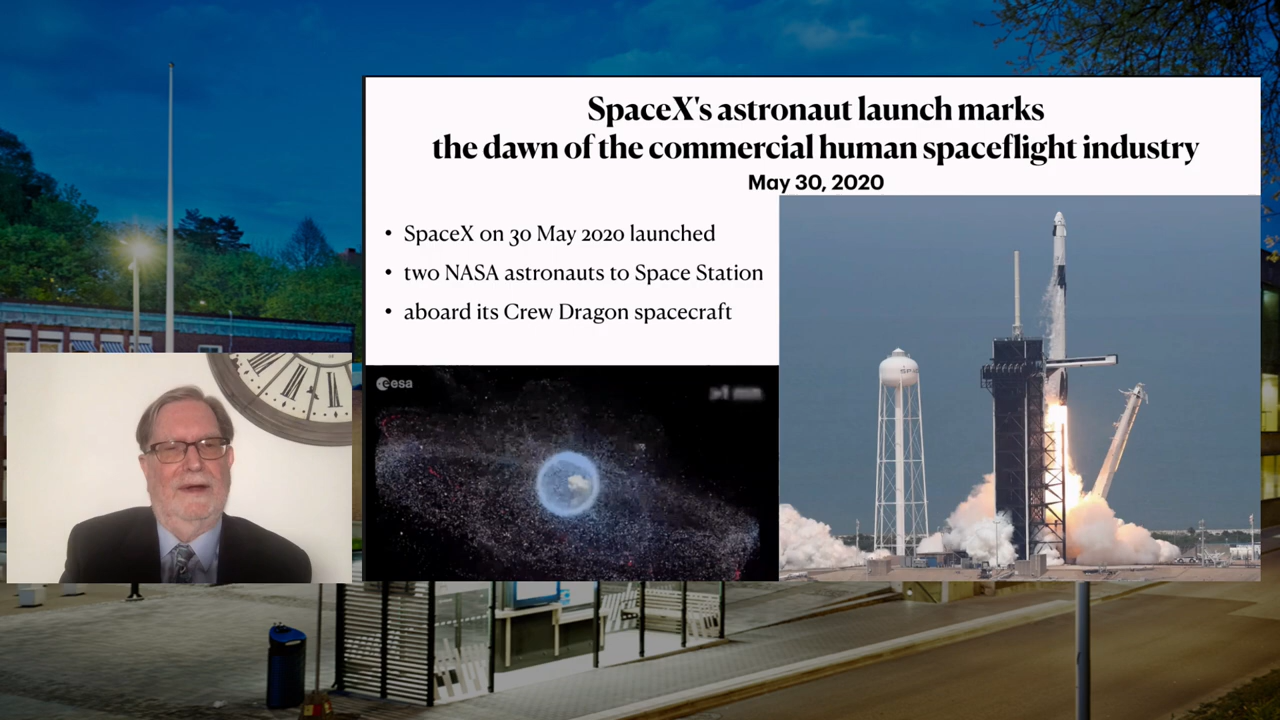 SpaceX's astronaut launch marks
the dawn of the commercial human spaceflight industry
May 30, 2020
• SpaceX on 30 May 2020 launched
• two NASA astronauts to Space Station
• aboard its Crew Dragon spacecraft
esa